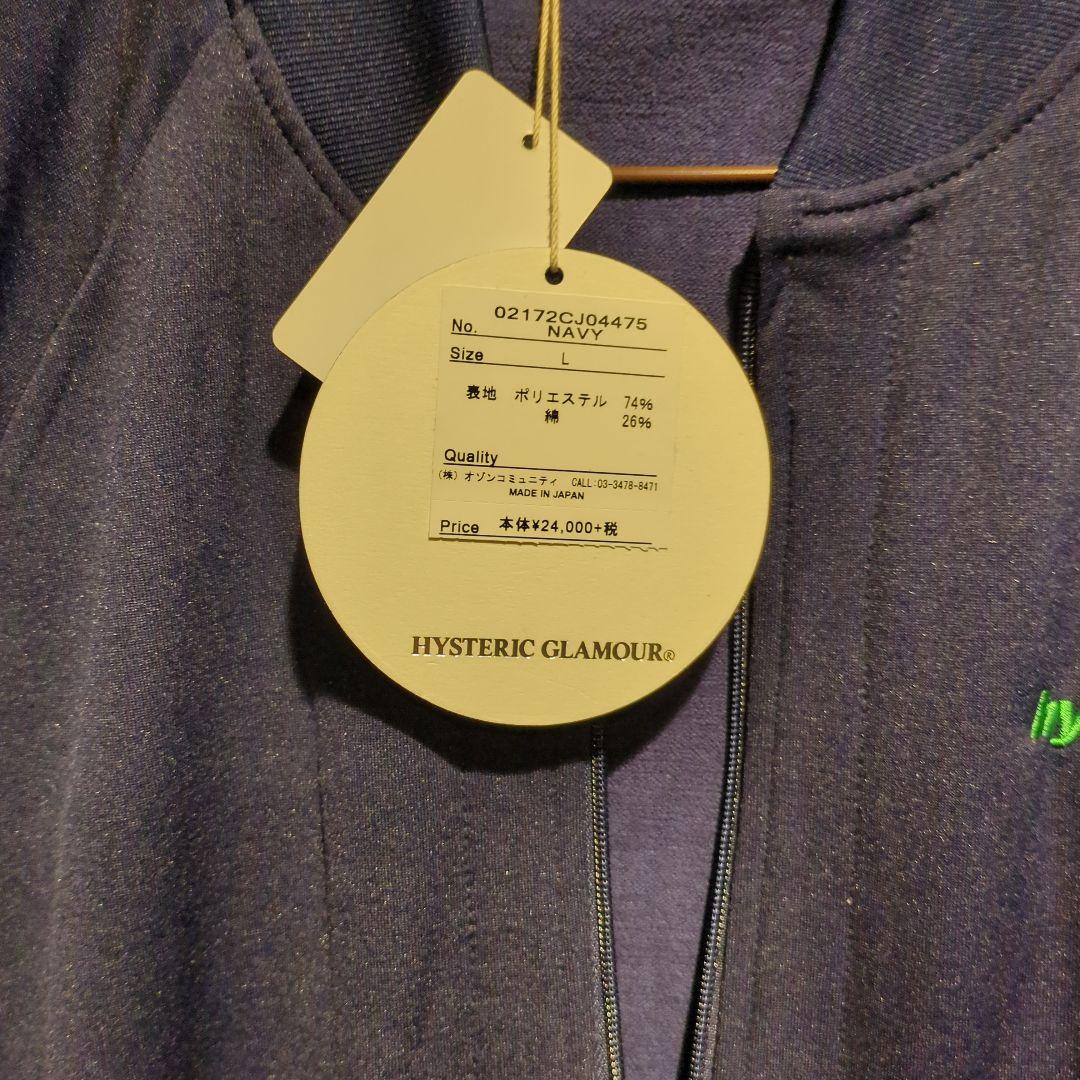 02172CJ04475
No. NAVY
Size L
表地 ポリエステル 74%
綿 26%
Quality
(株) オゾンコミュニティ CALL:03-3478-8471
MADE IN JAPAN
Price 本体¥24,000+税
HYSTERIC GLAMOUR®
hy